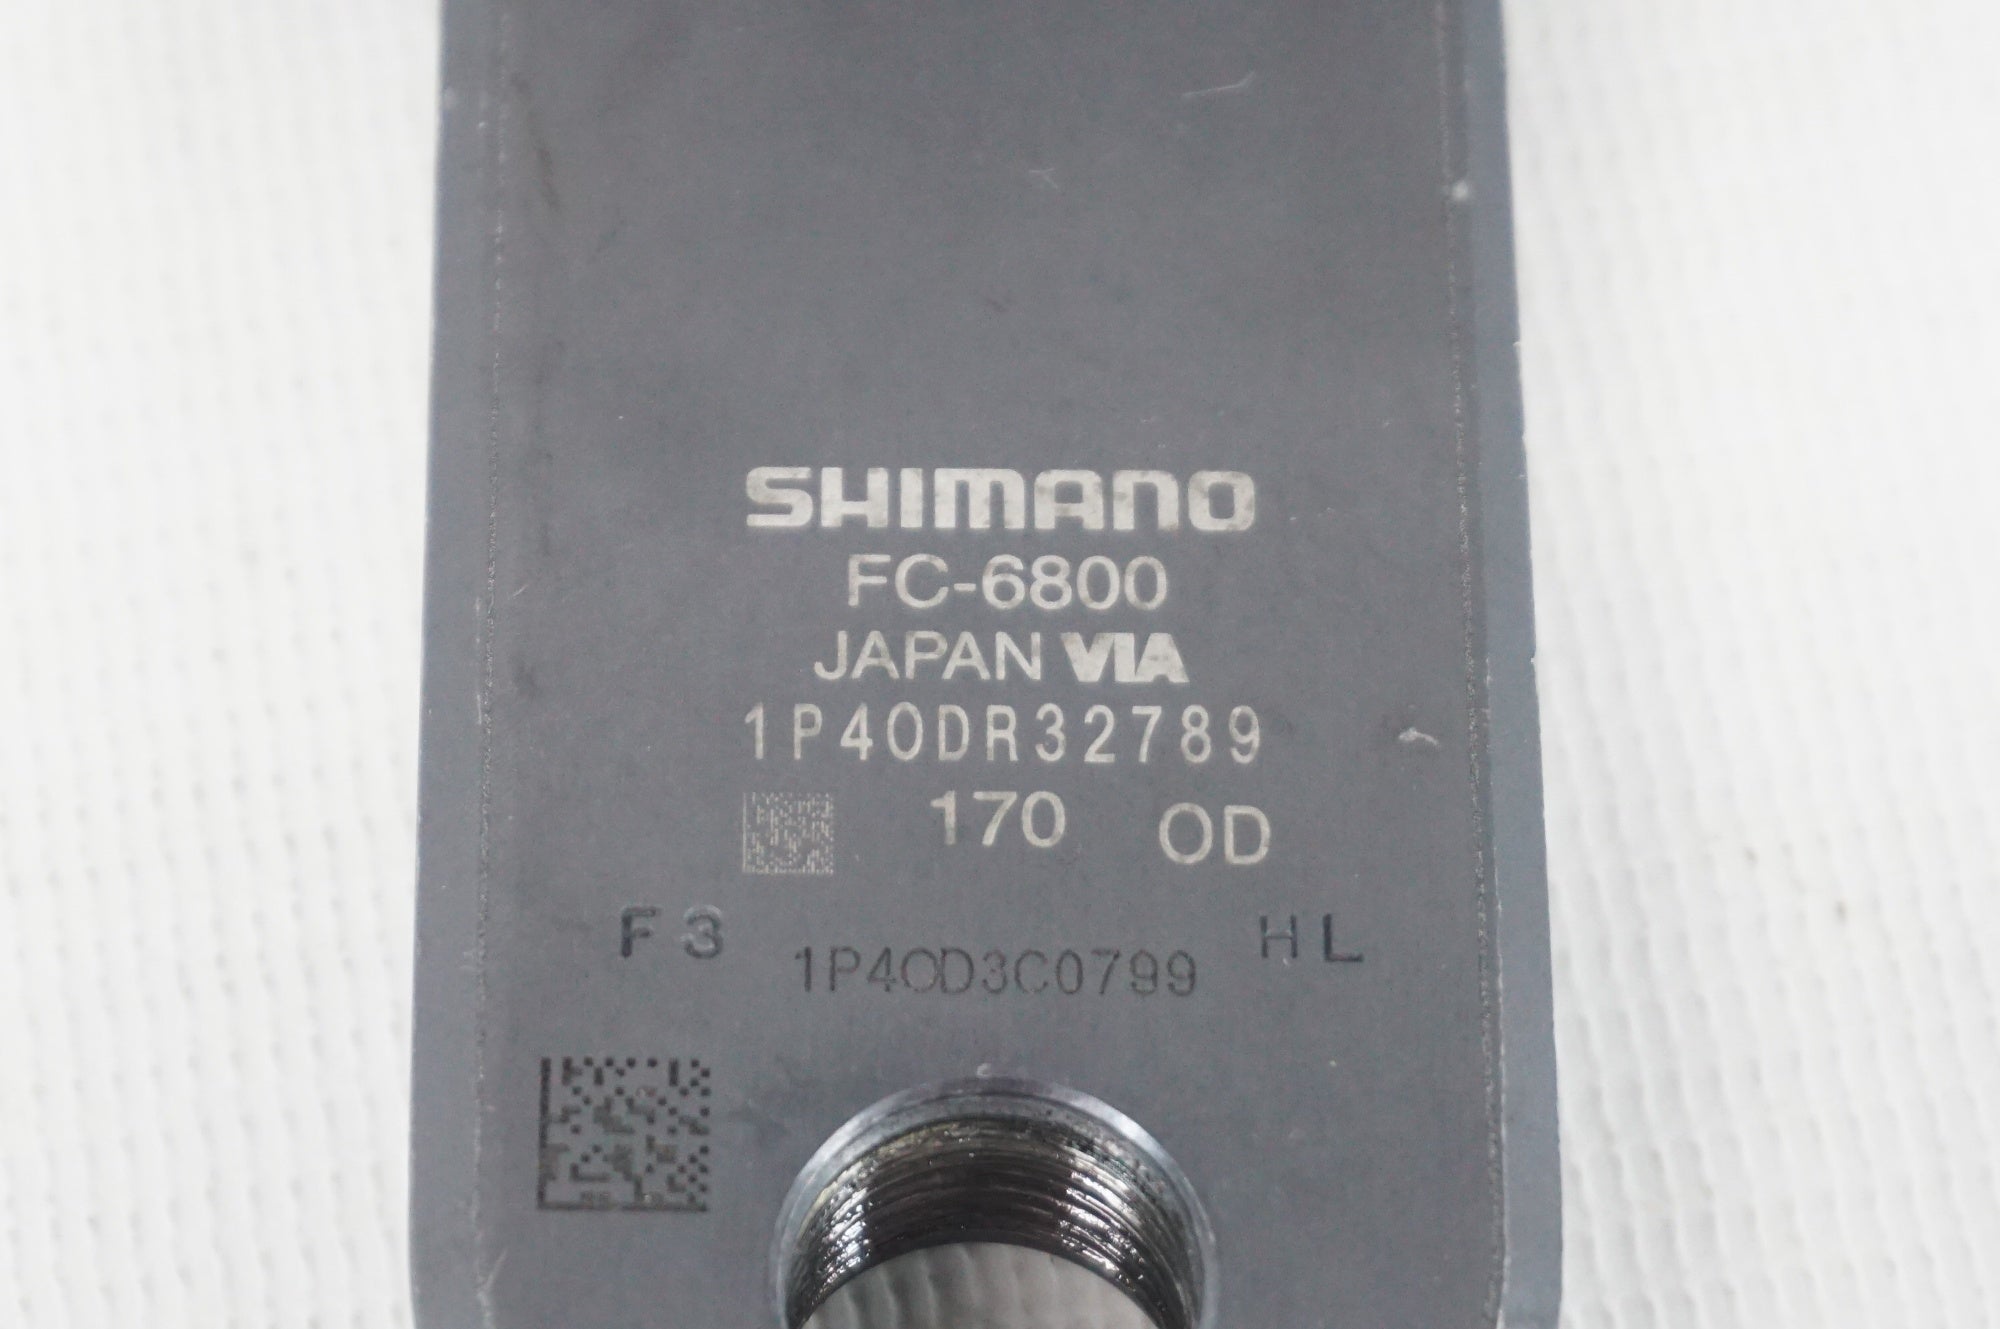 SHIMANO
FC-6800
JAPAN VIA
1P40DR32789
170 OD
F3 HL
1P40D3C0799